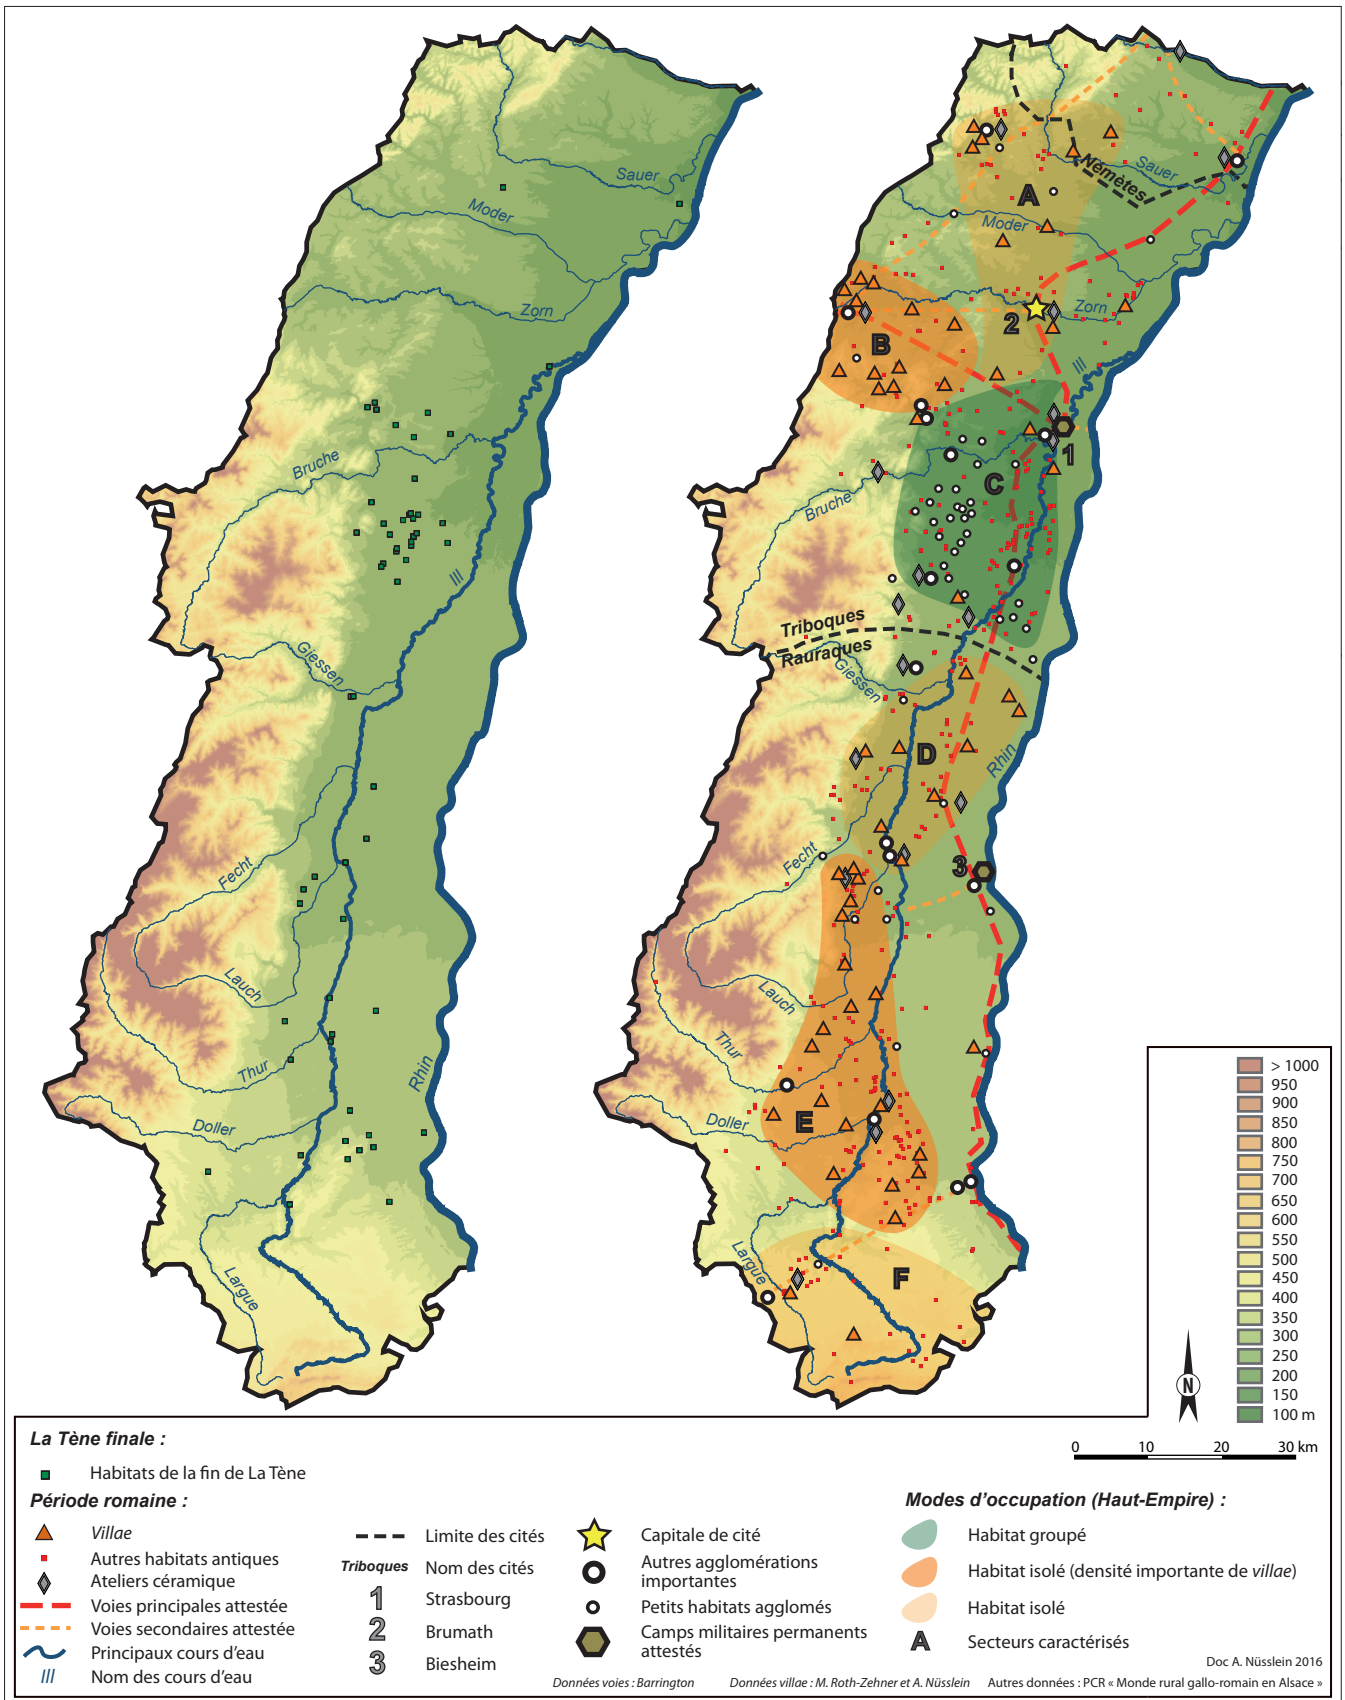 Sauer
Moder
Zorn
Bruche
Ill
Giessen
Fecht
Lauch
Thur
Rhin
Doller
Largue
Némètes
Sauer
A
Moder
2
Zorn
B
Ill
1
C
Bruche
Triboques
Rauraques
Giessen
D
Rhin
Fecht
3
Lauch
Thur
E
Doller
Largue
F
> 1000
950
900
850
800
750
700
650
600
550
500
450
400
350
300
250
200
150
100 m
N
0 10 20 30 km
La Tène finale :
Habitats de la fin de La Tène
Période romaine :
Villae
Autres habitats antiques
Ateliers céramique
Voies principales attestée
Voies secondaires attestée
Principaux cours d'eau
Ill Nom des cours d'eau
Limite des cités
Triboques Nom des cités
1 Strasbourg
2 Brumath
3 Biesheim
Capitale de cité
Autres agglomérations
importantes
Petits habitats agglomés
Camps militaires permanents
attestés
Modes d'occupation (Haut-Empire) :
Habitat groupé
Habitat isolé (densité importante de villae)
Habitat isolé
A Secteurs caractérisés
Doc A. Nüsslein 2016
Données voies : Barrington Données villae : M. Roth-Zehner et A. Nüsslein Autres données : PCR « Monde rural gallo-romain en Alsace »